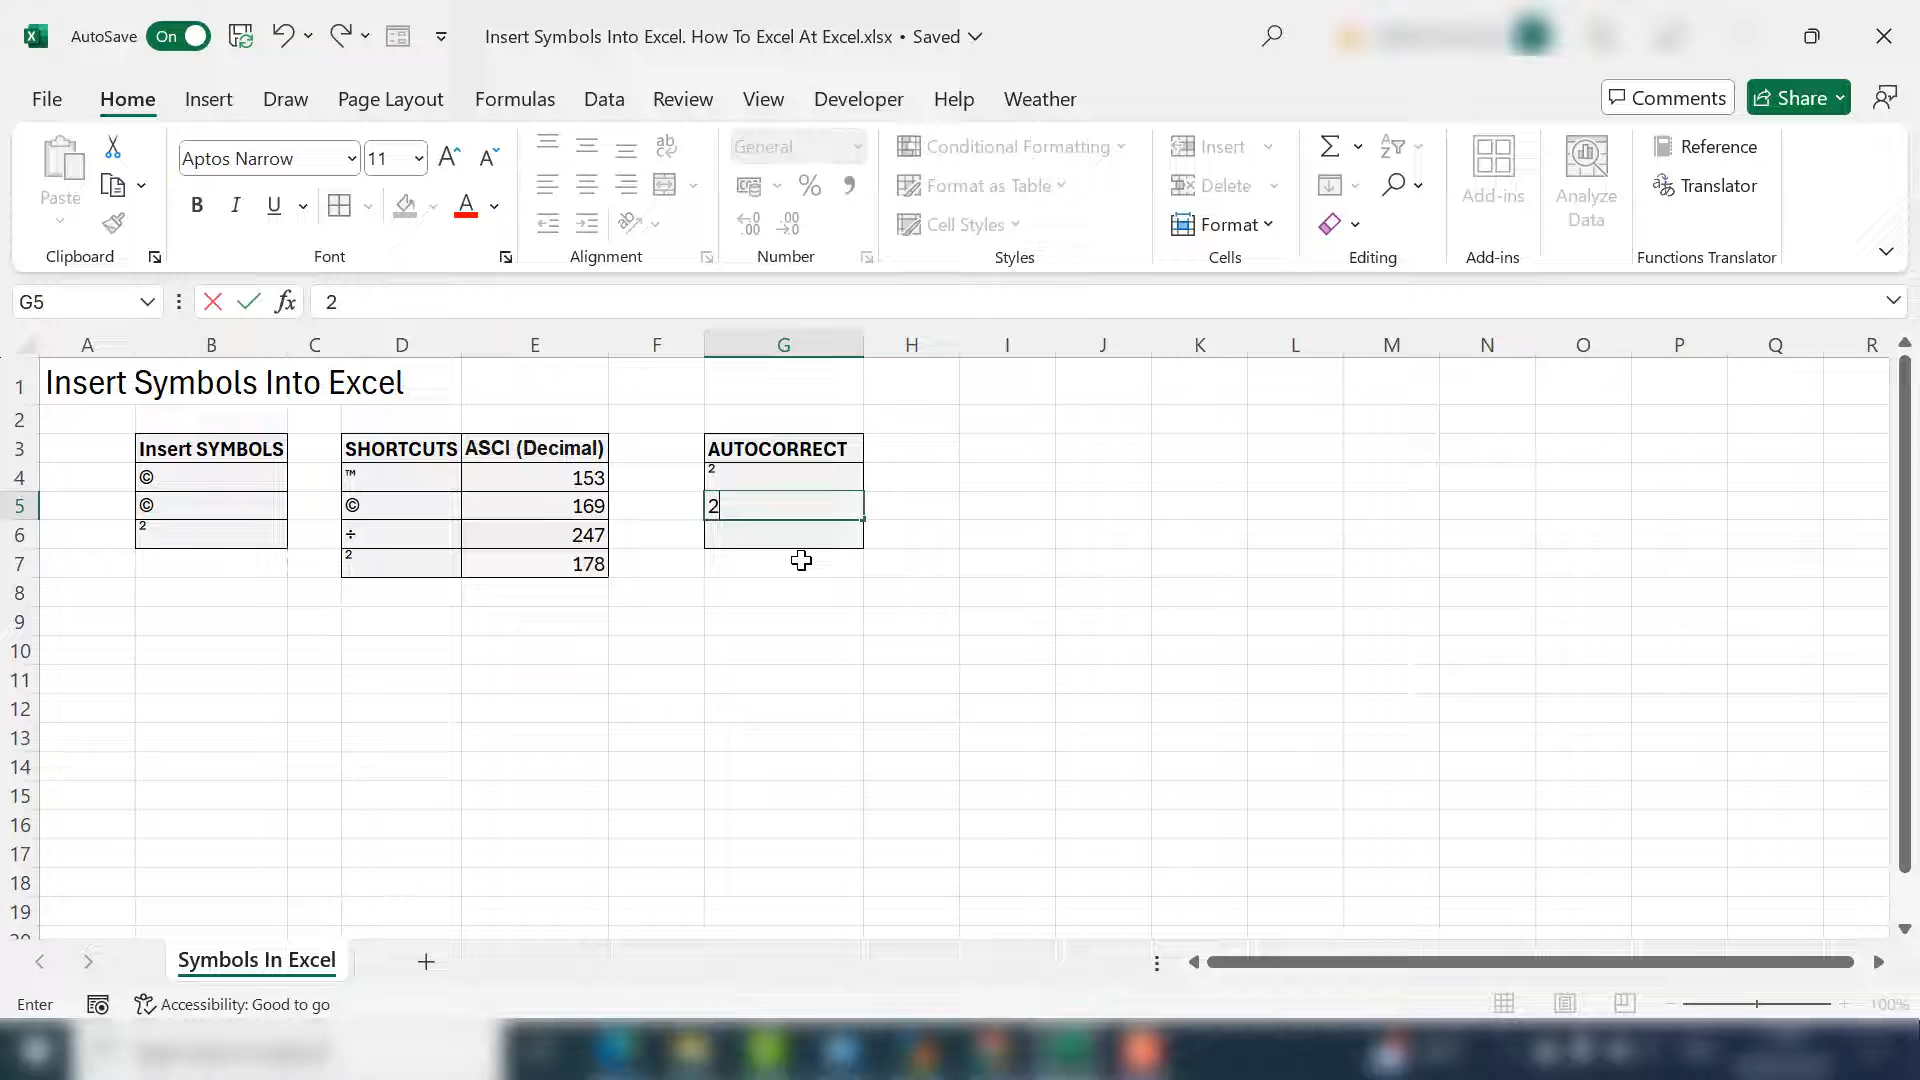 AutoSave On Insert Symbols Into Excel. How To Excel At Excel.xlsx • Saved
File Home Insert Draw Page Layout Formulas Data Review View Developer Help Weather Comments Share
Paste
Clipboard
Aptos Narrow 11
B I U A
Font
ab
Alignment
General
% 9
Number
Conditional Formatting
Format as Table
Cell Styles
Styles
Insert
Delete
Format
Cells
Editing
Add-ins
Add-ins
Analyze
Data
Reference
Translator
Functions Translator
G5 fx 2
A B C D E F G H I J K L M N O P Q R
1 Insert Symbols Into Excel
2
3 Insert SYMBOLS SHORTCUTS ASCI (Decimal) AUTOCORRECT
4 © ™ 153 ²
5 © © 169 2
6 ² ÷ 247
7 ² 178
8
9
10
11
12
13
14
15
16
17
18
19
Symbols In Excel
Enter Accessibility: Good to go 100%